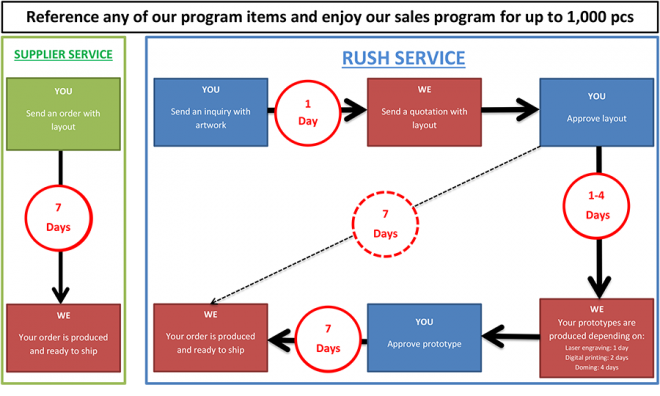 Reference any of our program items and enjoy our sales program for up to 1,000 pcs
SUPPLIER SERVICE
YOU
Send an order with
layout
7
Days
WE
Your order is produced
and ready to ship
RUSH SERVICE
YOU
Send an inquiry with
artwork
1
Day
WE
Send a quotation with
layout
YOU
Approve layout
7
Days
1-4
Days
WE
Your order is produced
and ready to ship
7
Days
YOU
Approve prototype
WE
Your prototypes are
produced depending on:
Laser engraving: 1 day
Digital printing: 2 days
Doming: 4 days